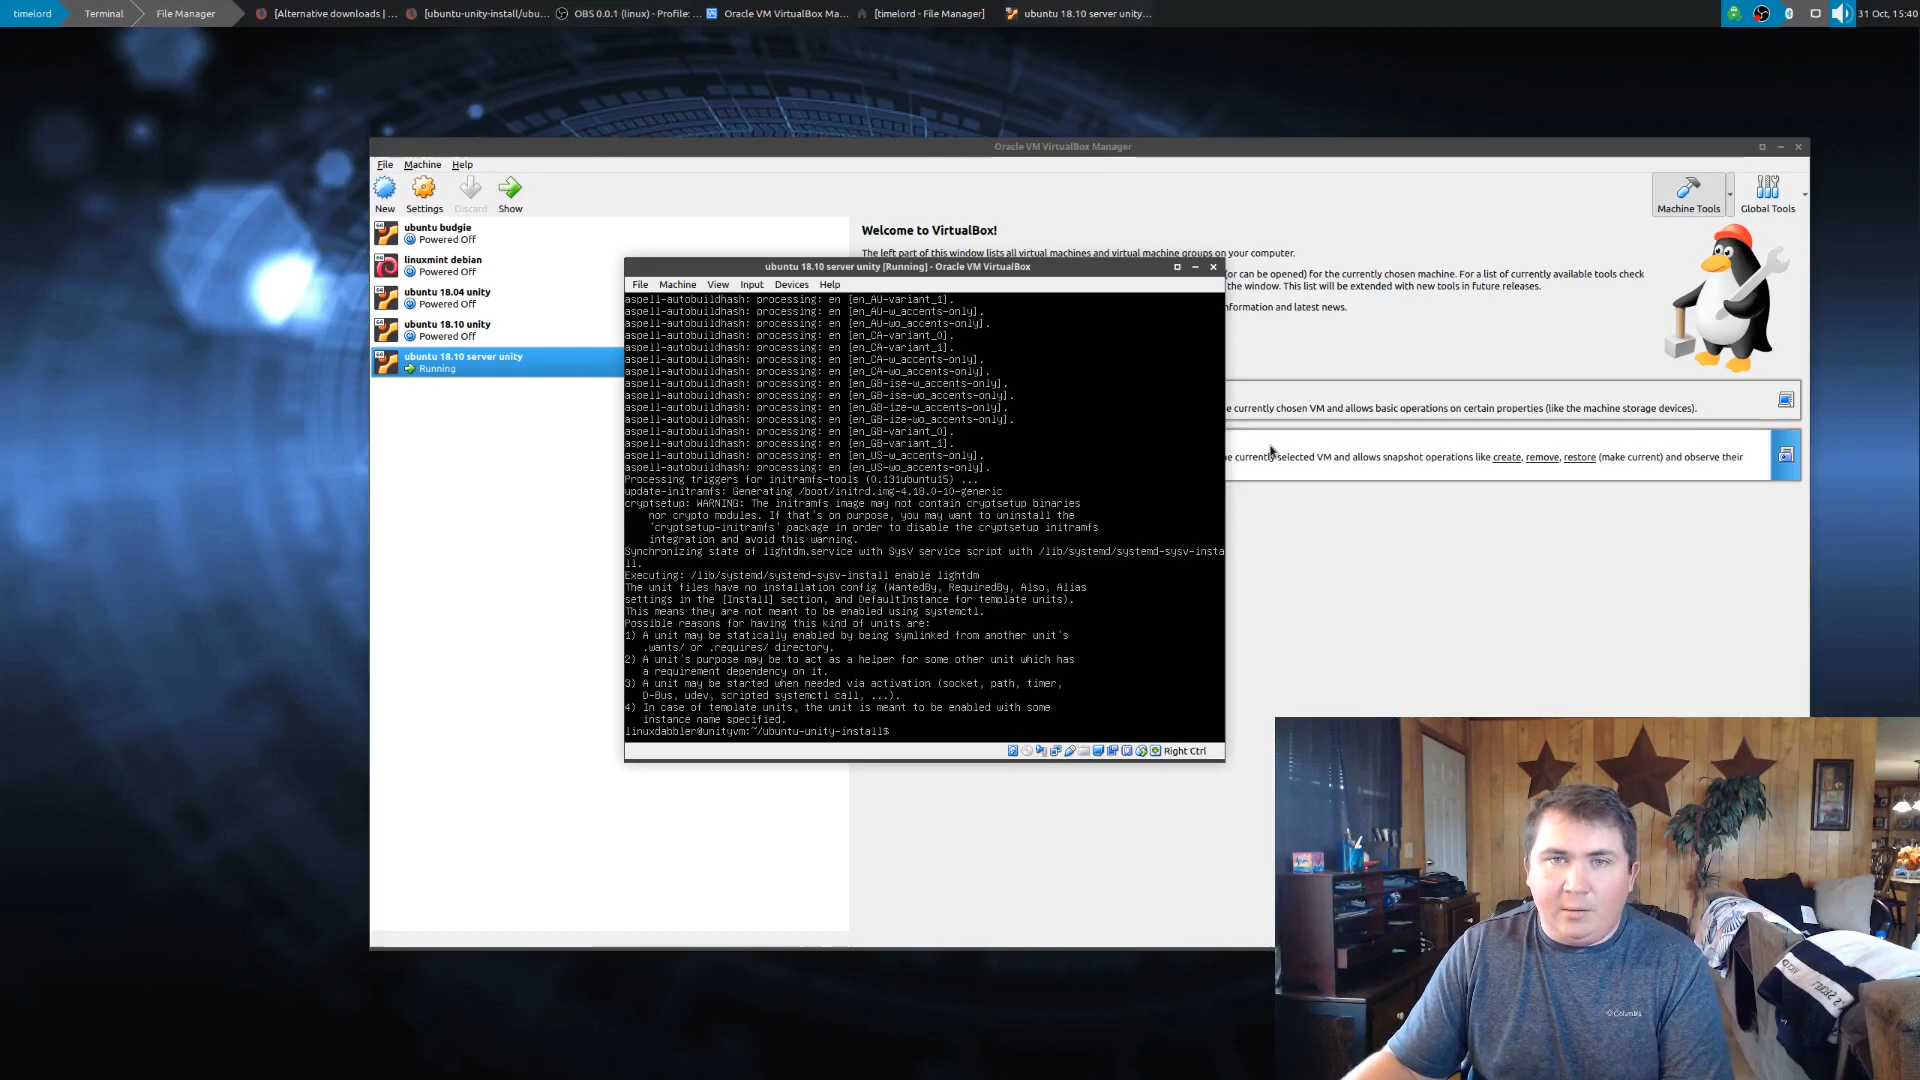 timelord
Terminal
File Manager
[Alternative downloads | ...
[ubuntu-unity-install/ubu...
OBS 0.0.1 (linux) - Profile: ...
Oracle VM VirtualBox Ma...
[timelord - File Manager]
ubuntu 18.10 server unity...
31 Oct, 15:40
Oracle VM VirtualBox Manager
File Machine Help
New Settings Discard Show
Machine Tools Global Tools
ubuntu budgie
Powered Off
linuxmint debian
Powered Off
ubuntu 18.04 unity
Powered Off
ubuntu 18.10 unity
Powered Off
ubuntu 18.10 server unity
Running
Welcome to VirtualBox!
The left part of this window lists all virtual machines and virtual machine groups on your computer.
(or can be opened) for the currently chosen machine. For a list of currently available tools check
the window. This list will be extended with new tools in future releases.
nformation and latest news.
e currently chosen VM and allows basic operations on certain properties (like the machine storage devices).
e currently selected VM and allows snapshot operations like create, remove, restore (make current) and observe their
ubuntu 18.10 server unity [Running] - Oracle VM VirtualBox
File Machine View Input Devices Help
aspell-autobuildhash: processing: en [en_AU-variant_1].
aspell-autobuildhash: processing: en [en_AU-w_accents-only].
aspell-autobuildhash: processing: en [en_AU-wo_accents-only].
aspell-autobuildhash: processing: en [en_CA-variant_0].
aspell-autobuildhash: processing: en [en_CA-variant_1].
aspell-autobuildhash: processing: en [en_CA-w_accents-only].
aspell-autobuildhash: processing: en [en_CA-wo_accents-only].
aspell-autobuildhash: processing: en [en_GB-ise-w_accents-only].
aspell-autobuildhash: processing: en [en_GB-ise-wo_accents-only].
aspell-autobuildhash: processing: en [en_GB-ize-w_accents-only].
aspell-autobuildhash: processing: en [en_GB-ize-wo_accents-only].
aspell-autobuildhash: processing: en [en_GB-variant_0].
aspell-autobuildhash: processing: en [en_GB-variant_1].
aspell-autobuildhash: processing: en [en_US-w_accents-only].
aspell-autobuildhash: processing: en [en_US-wo_accents-only].
Processing triggers for initramfs-tools (0.131ubuntu15) ...
update-initramfs: Generating /boot/initrd.img-4.18.0-10-generic
cryptsetup: WARNING: The initramfs image may not contain cryptsetup binaries
nor crypto modules. If that's on purpose, you may want to uninstall the
'cryptsetup-initramfs' package in order to disable the cryptsetup initramfs
integration and avoid this warning.
Synchronizing state of lightdm.service with SysV service script with /lib/systemd/systemd-sysv-insta
ll.
Executing: /lib/systemd/systemd-sysv-install enable lightdm
The unit files have no installation config (WantedBy, RequiredBy, Also, Alias
settings in the [Install] section, and DefaultInstance for template units).
This means they are not meant to be enabled using systemctl.
Possible reasons for having this kind of units are:
1) A unit may be statically enabled by being symlinked from another unit's
.wants/ or .requires/ directory.
2) A unit's purpose may be to act as a helper for some other unit which has
a requirement dependency on it.
3) A unit may be started when needed via activation (socket, path, timer,
D-Bus, udev, scripted systemctl call, ...).
4) In case of template units, the unit is meant to be enabled with some
instance name specified.
linuxdabbler@unityvm:~/ubuntu-unity-install$
Right Ctrl
Columbia